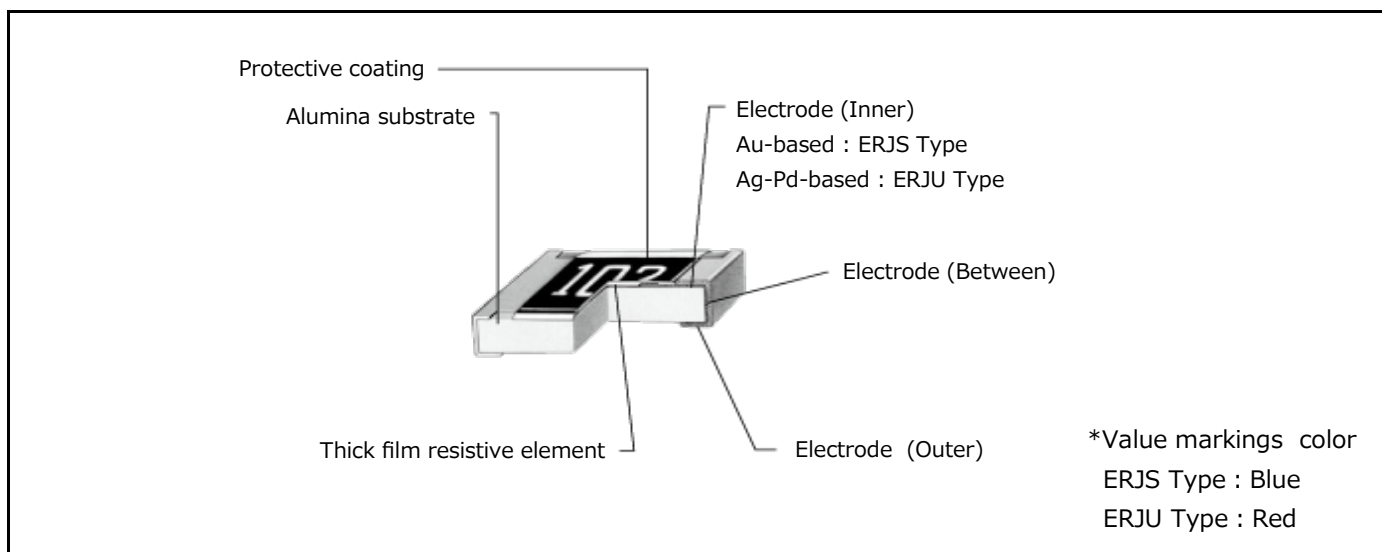 Protective coating
Alumina substrate
Electrode (Inner)
Au-based : ERJS Type
Ag-Pd-based : ERJU Type
102
Electrode (Between)
Thick film resistive element
Electrode (Outer)
*Value markings color
ERJS Type : Blue
ERJU Type : Red